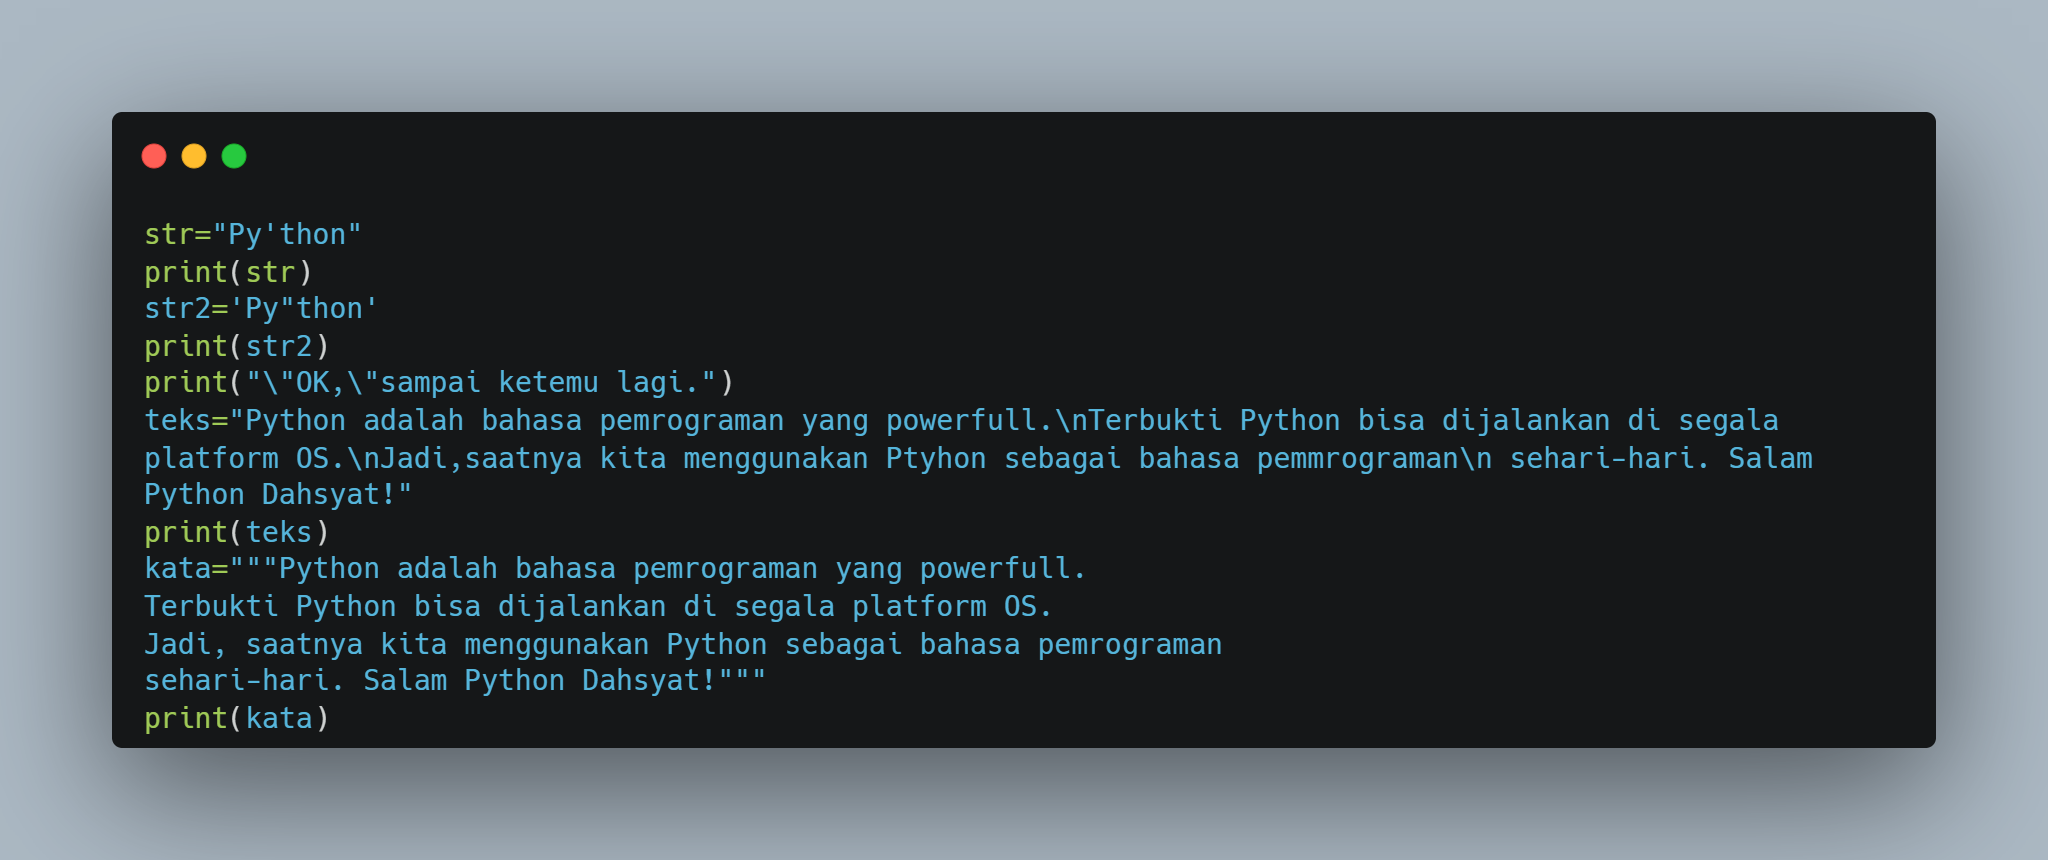 str="Py'thon"
print(str)
str2='Py"thon'
print(str2)
print("\"OK,\"sampai ketemu lagi.")
teks="Python adalah bahasa pemrograman yang powerfull.\nTerbukti Python bisa dijalankan di segala
platform OS.\nJadi,saatnya kita menggunakan Ptyhon sebagai bahasa pemmrograman\n sehari-hari. Salam
Python Dahsyat!"
print(teks)
kata="""Python adalah bahasa pemrograman yang powerfull.
Terbukti Python bisa dijalankan di segala platform OS.
Jadi, saatnya kita menggunakan Python sebagai bahasa pemrograman
sehari-hari. Salam Python Dahsyat!"""
print(kata)